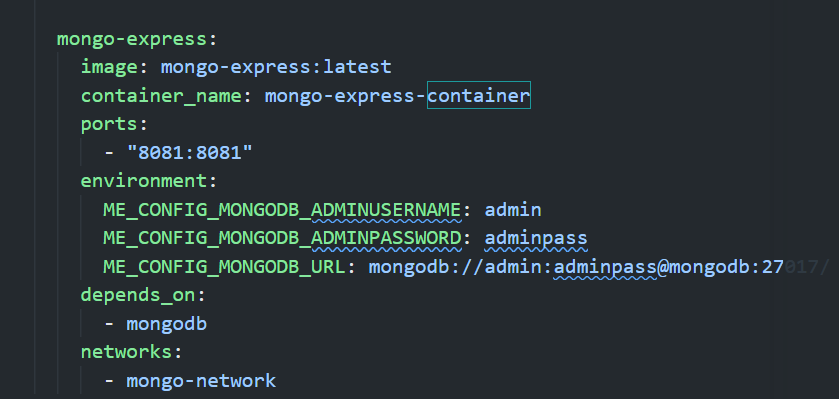 mongo-express:
image: mongo-express:latest
container_name: mongo-express-container
ports:
- "8081:8081"
environment:
ME_CONFIG_MONGODB_ADMINUSERNAME: admin
ME_CONFIG_MONGODB_ADMINPASSWORD: adminpass
ME_CONFIG_MONGODB_URL: mongodb://admin:adminpass@mongodb:27017/
depends_on:
- mongodb
networks:
- mongo-network